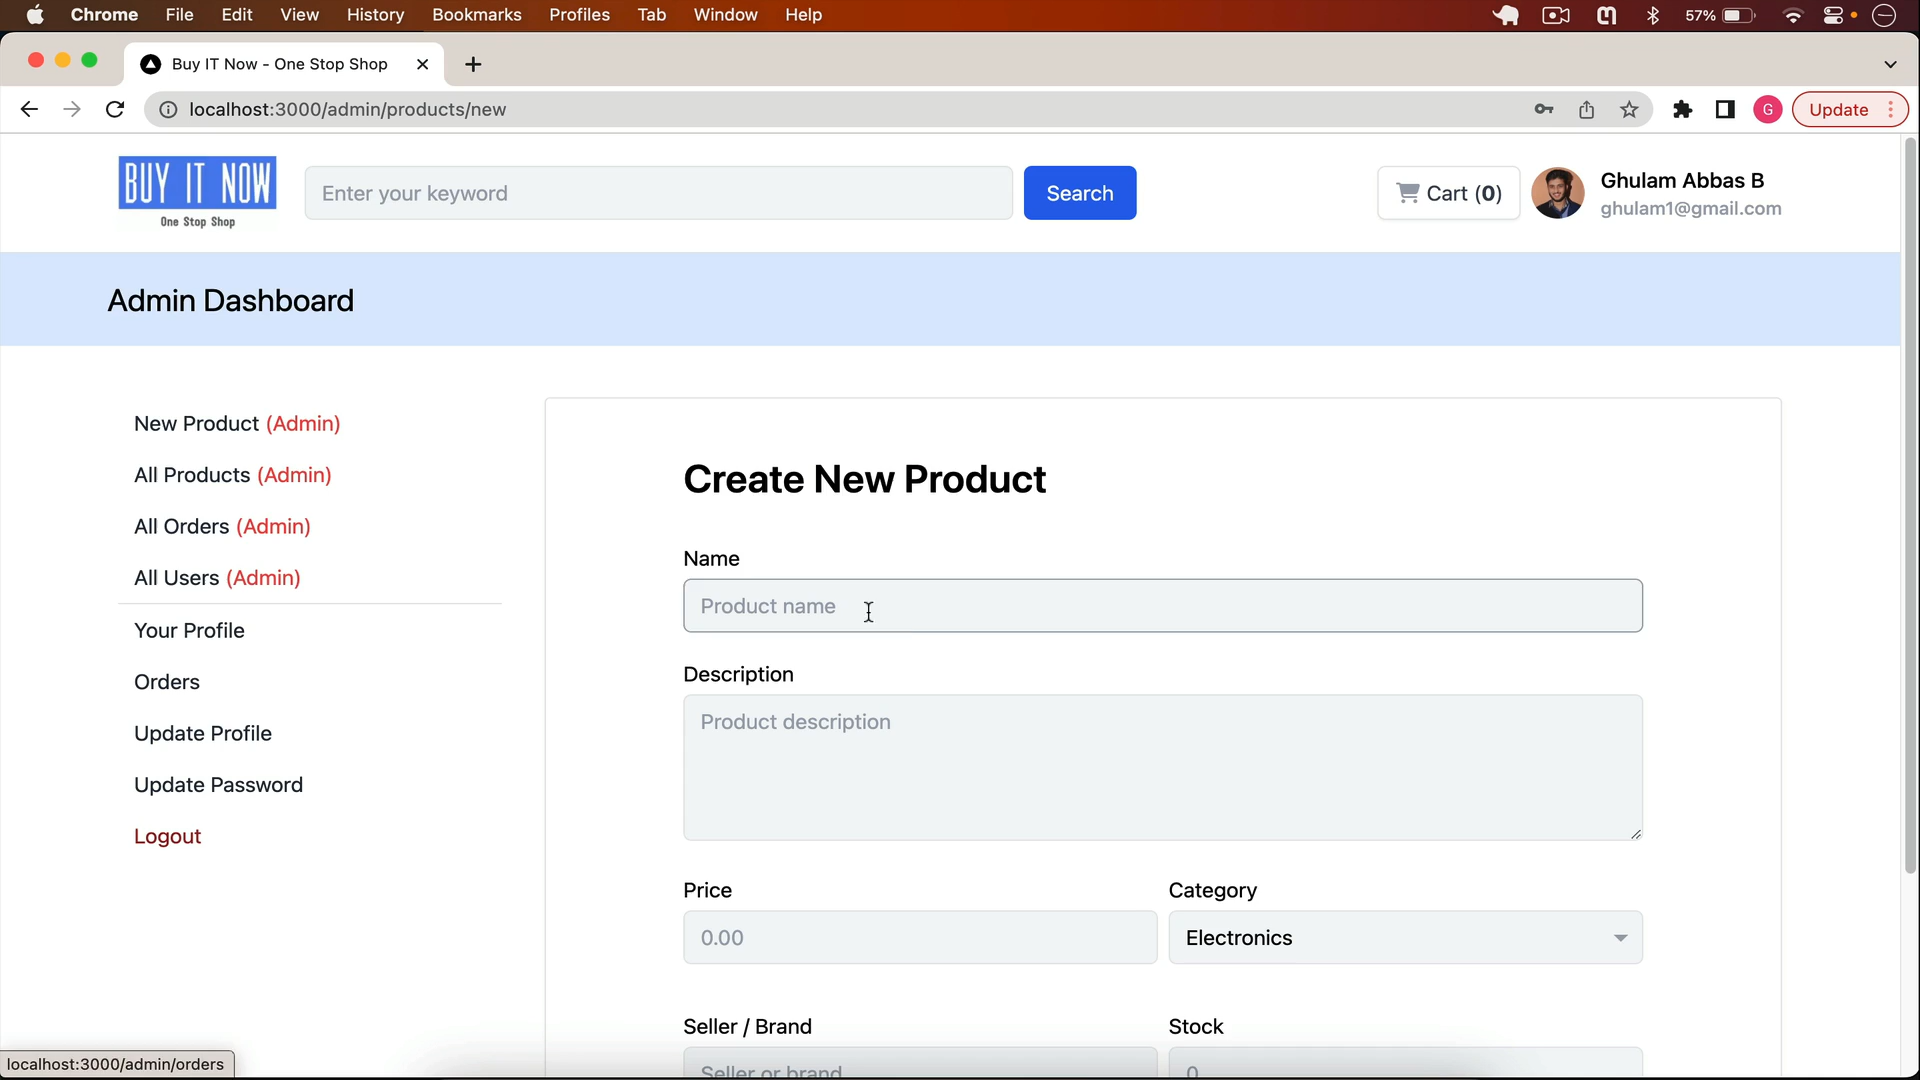 Chrome File Edit View History Bookmarks Profiles Tab Window Help 57%
Buy IT Now - One Stop Shop
localhost:3000/admin/products/new
G
Update
BUY IT NOW
One Stop Shop
Enter your keyword
Search
Cart (0)
Ghulam Abbas B
ghulam1@gmail.com
Admin Dashboard
New Product (Admin)
All Products (Admin)
All Orders (Admin)
All Users (Admin)
Your Profile
Orders
Update Profile
Update Password
Logout
Create New Product
Name
Product name
Description
Product description
Price
Category
0.00
Electronics
Seller / Brand
Stock
Seller or brand
0
localhost:3000/admin/orders